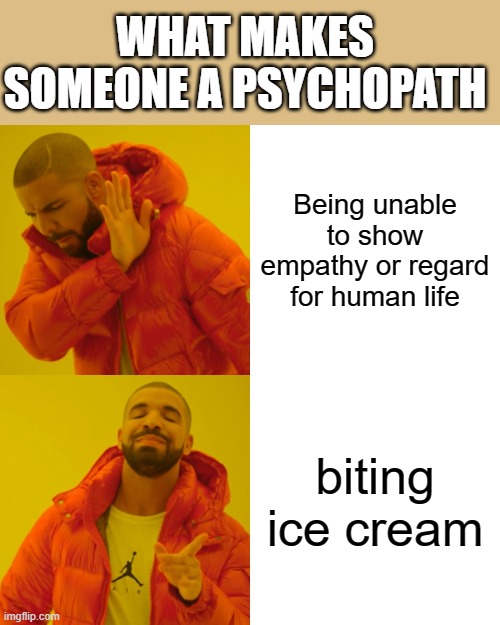 WHAT MAKES
SOMEONE A PSYCHOPATH
Being unable
to show
empathy or regard
for human life
biting
ice cream
imgflip.com